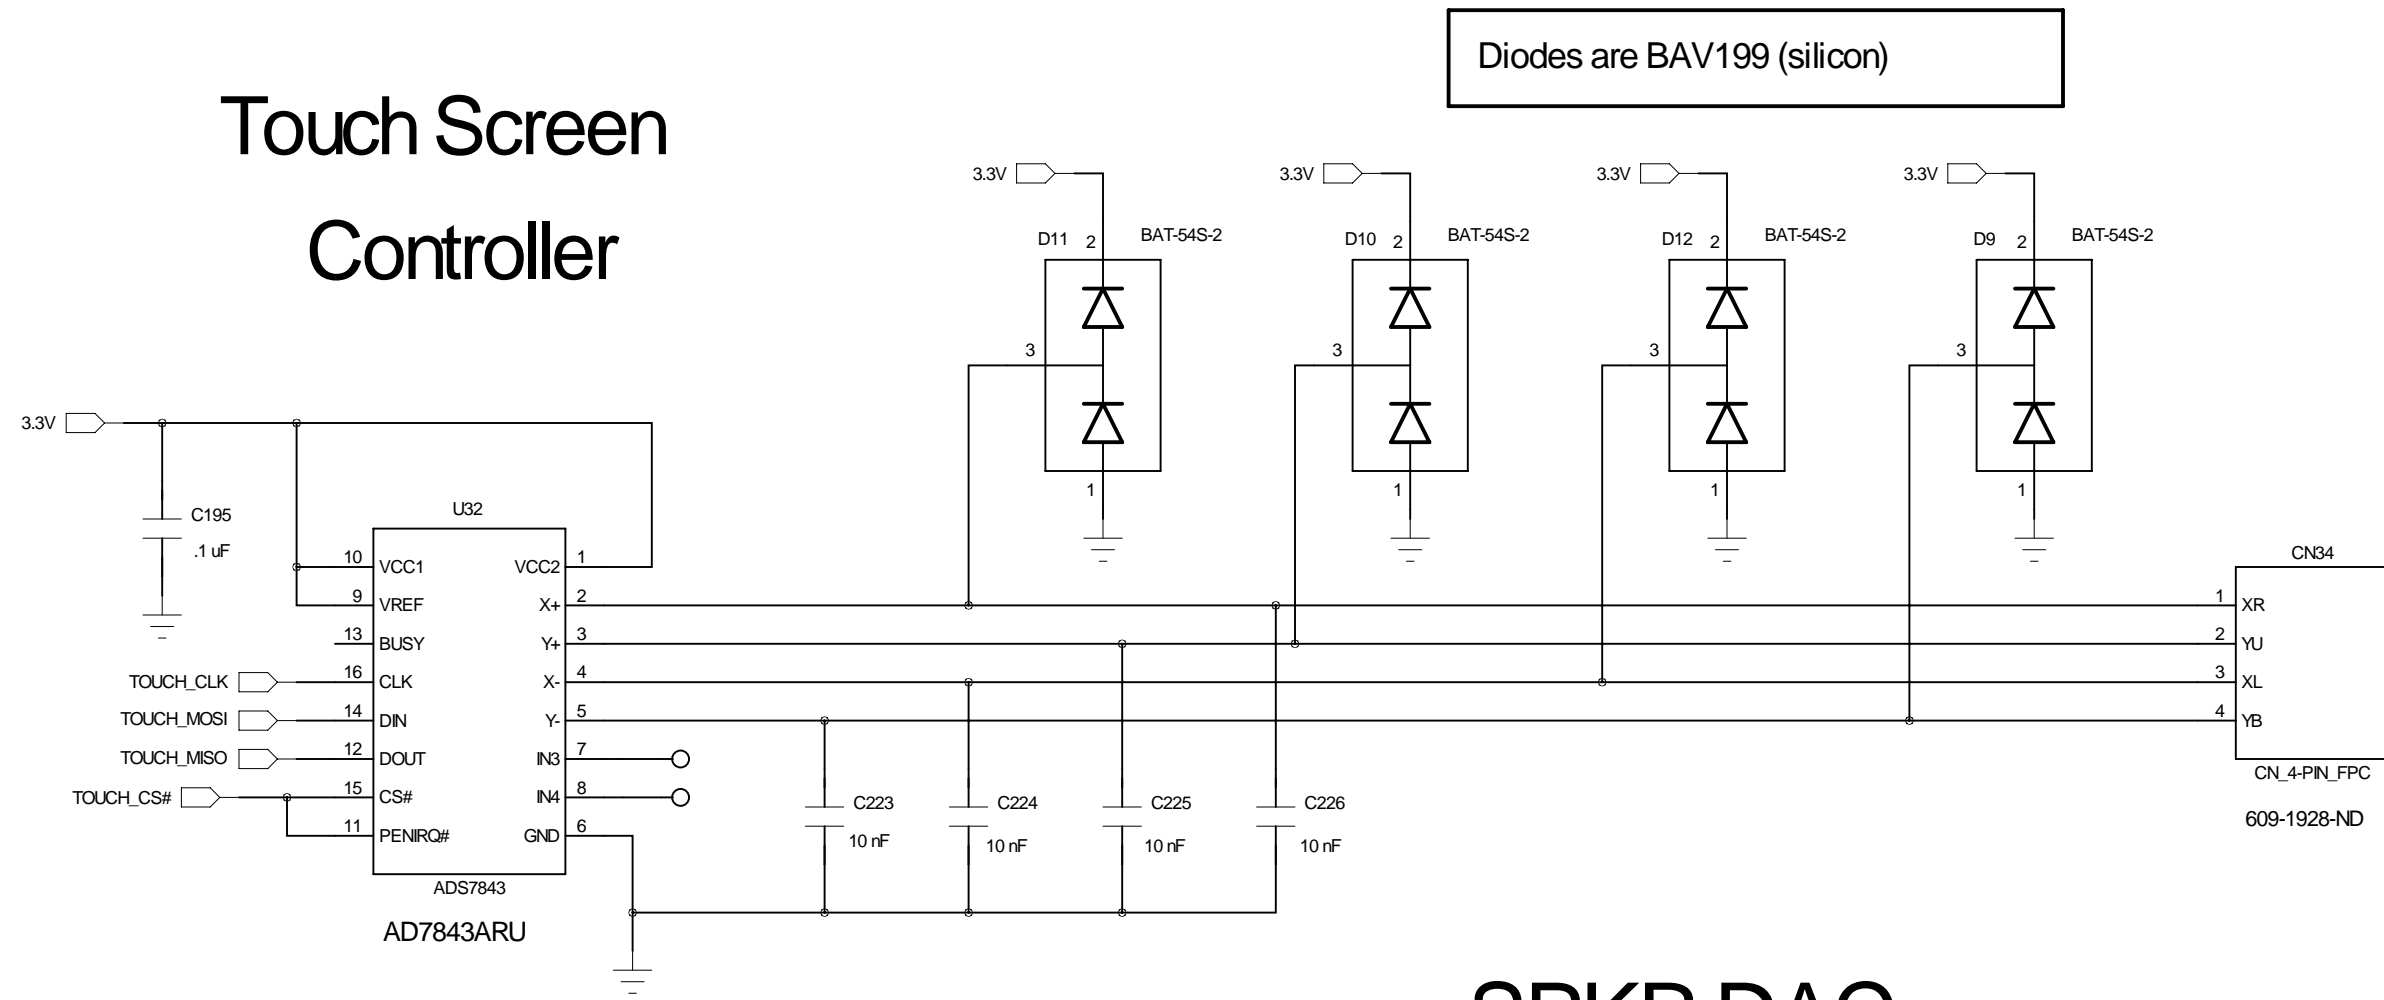 Diodes are BAV199 (silicon)
Touch Screen
Controller
3.3V
3.3V
3.3V
3.3V
D11 2 BAT-54S-2
D10 2 BAT-54S-2
D12 2 BAT-54S-2
D9 2 BAT-54S-2
3
3
3
3
1
1
1
1
3.3V
C195
.1 uF
U32
10 VCC1
VCC2 1
9 VREF
X+ 2
13 BUSY
Y+ 3
TOUCH_CLK 16 CLK
X- 4
TOUCH_MOSI 14 DIN
Y- 5
TOUCH_MISO 12 DOUT
IN3 7
TOUCH_CS# 15 CS#
IN4 8
11 PENIRQ#
GND 6
ADS7843
AD7843ARU
C223
10 nF
C224
10 nF
C225
10 nF
C226
10 nF
CN34
1 XR
2 YU
3 XL
4 YB
CN_4-PIN_FPC
609-1928-ND
SPKR DAC